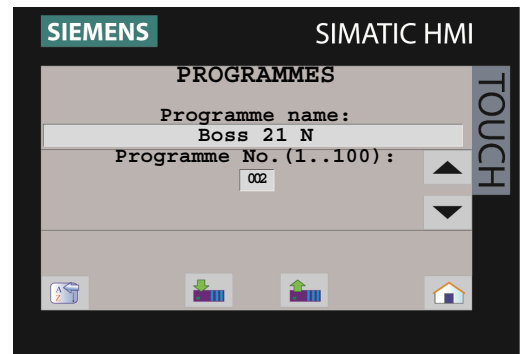 SIEMENS
SIMATIC HMI
TOUCH
PROGRAMMES
Programme name:
Boss 21 N
Programme No.(1..100):
002
A
Z